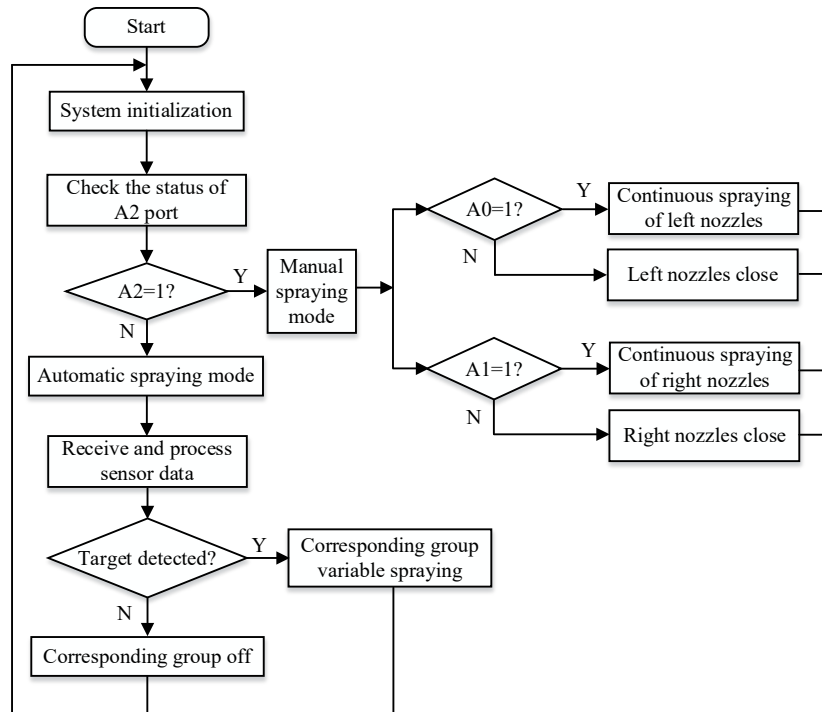 Start
System initialization
Check the status of
A2 port
A2=1?
Y
N
Manual
spraying
mode
A0=1?
Y
N
Continuous spraying
of left nozzles
Left nozzles close
A1=1?
Y
N
Continuous spraying
of right nozzles
Right nozzles close
Automatic spraying mode
Receive and process
sensor data
Target detected?
Y
N
Corresponding group
variable spraying
Corresponding group off